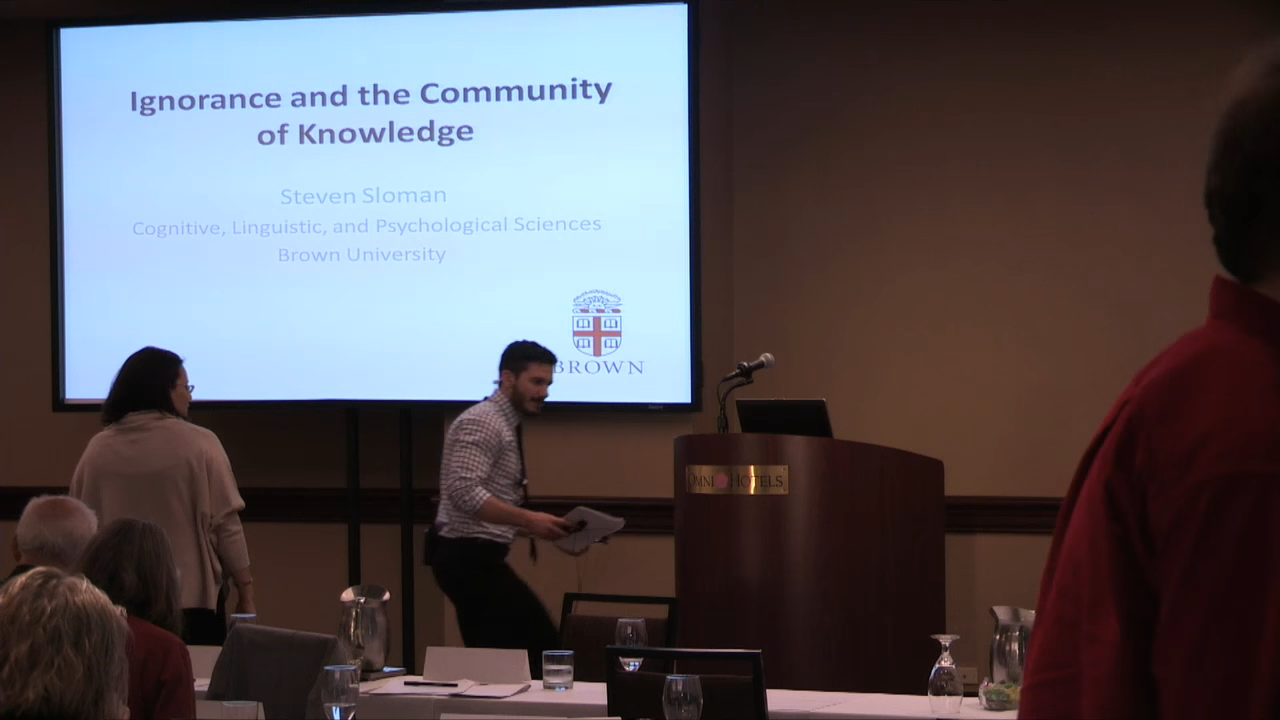 Ignorance and the Community
of Knowledge
Steven Sloman
Cognitive, Linguistic, and Psychological Sciences
Brown University
BROWN
OMNI HOTELS